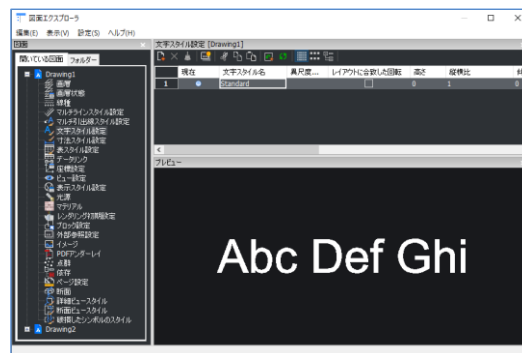 図面エクスプローラ
編集(E) 表示(V) 設定(S) ヘルプ(H)
図面
開いている図面 フォルダー
Drawing1
画層
画層状態
線種
マルチラインスタイル設定
マルチ引出線スタイル設定
文字スタイル設定
寸法スタイル設定
表スタイル設定
データリンク
座標設定
ビュー設定
表示スタイル設定
光源
マテリアル
レンダリング初期設定
ブロック設定
外部参照設定
イメージ
PDFアンダーレイ
点群
依存
ページ設定
断面
詳細ビュースタイル
断面ビュースタイル
破損したシンボルのスタイル
Drawing2
文字スタイル設定 [Drawing1]
現在 文字スタイル名 異尺度... レイアウトに合致した回転 高さ 縦横比
1 Standard 0 1 0
プレビュー
Abc Def Ghi